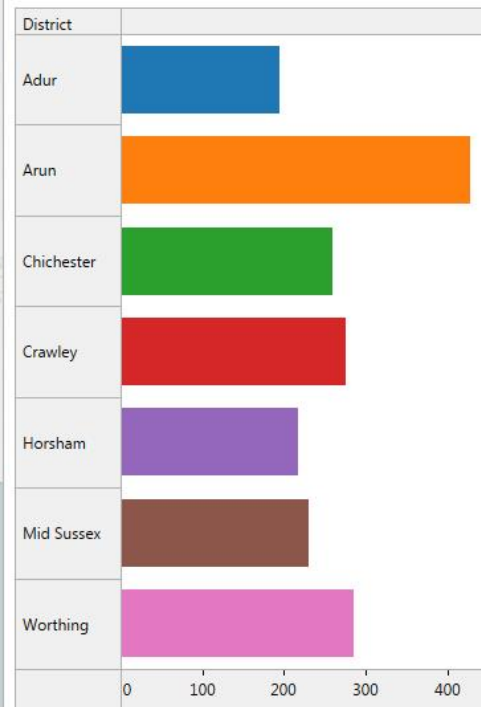 District
Adur
Arun
Chichester
Crawley
Horsham
Mid Sussex
Worthing
0 100 200 300 400